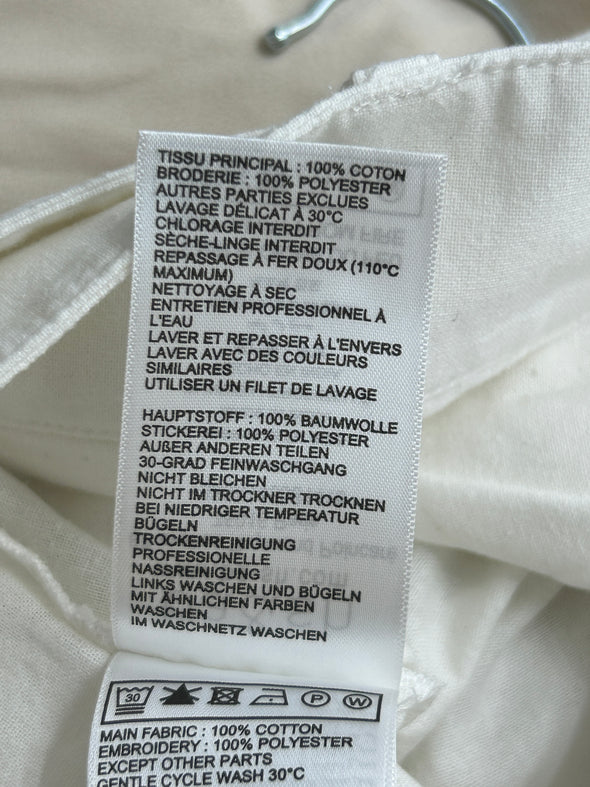 TISSU PRINCIPAL : 100% COTON
BRODERIE : 100% POLYESTER
AUTRES PARTIES EXCLUES
LAVAGE DÉLICAT À 30°C
CHLORAGE INTERDIT
SÈCHE-LINGE INTERDIT
REPASSAGE À FER DOUX (110°C
MAXIMUM)
NETTOYAGE À SEC
ENTRETIEN PROFESSIONNEL À
L'EAU
LAVER ET REPASSER À L'ENVERS
LAVER AVEC DES COULEURS
SIMILAIRES
UTILISER UN FILET DE LAVAGE
HAUPTSTOFF : 100% BAUMWOLLE
STICKEREI : 100% POLYESTER
AUßER ANDEREN TEILEN
30-GRAD FEINWASCHGANG
NICHT BLEICHEN
NICHT IM TROCKNER TROCKNEN
BEI NIEDRIGER TEMPERATUR
BÜGELN
TROCKENREINIGUNG
PROFESSIONELLE
NASSREINIGUNG
LINKS WASCHEN UND BÜGELN
MIT ÄHNLICHEN FARBEN
WASCHEN
IM WASCHNETZ WASCHEN
30 P W
MAIN FABRIC : 100% COTTON
EMBROIDERY : 100% POLYESTER
EXCEPT OTHER PARTS
GENTLE CYCLE WASH 30°C